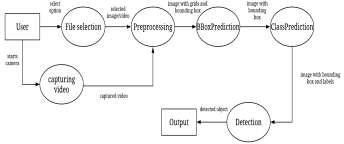 select
option
selected
image/video
image with grids and
bounding box
image with
bounding
box
User
File selection
Preprocessing
BBoxPrediction
ClassPrediction
starts
camera
capturing
video
captured video
image with bounding
box and labels
detected object
Output
Detection